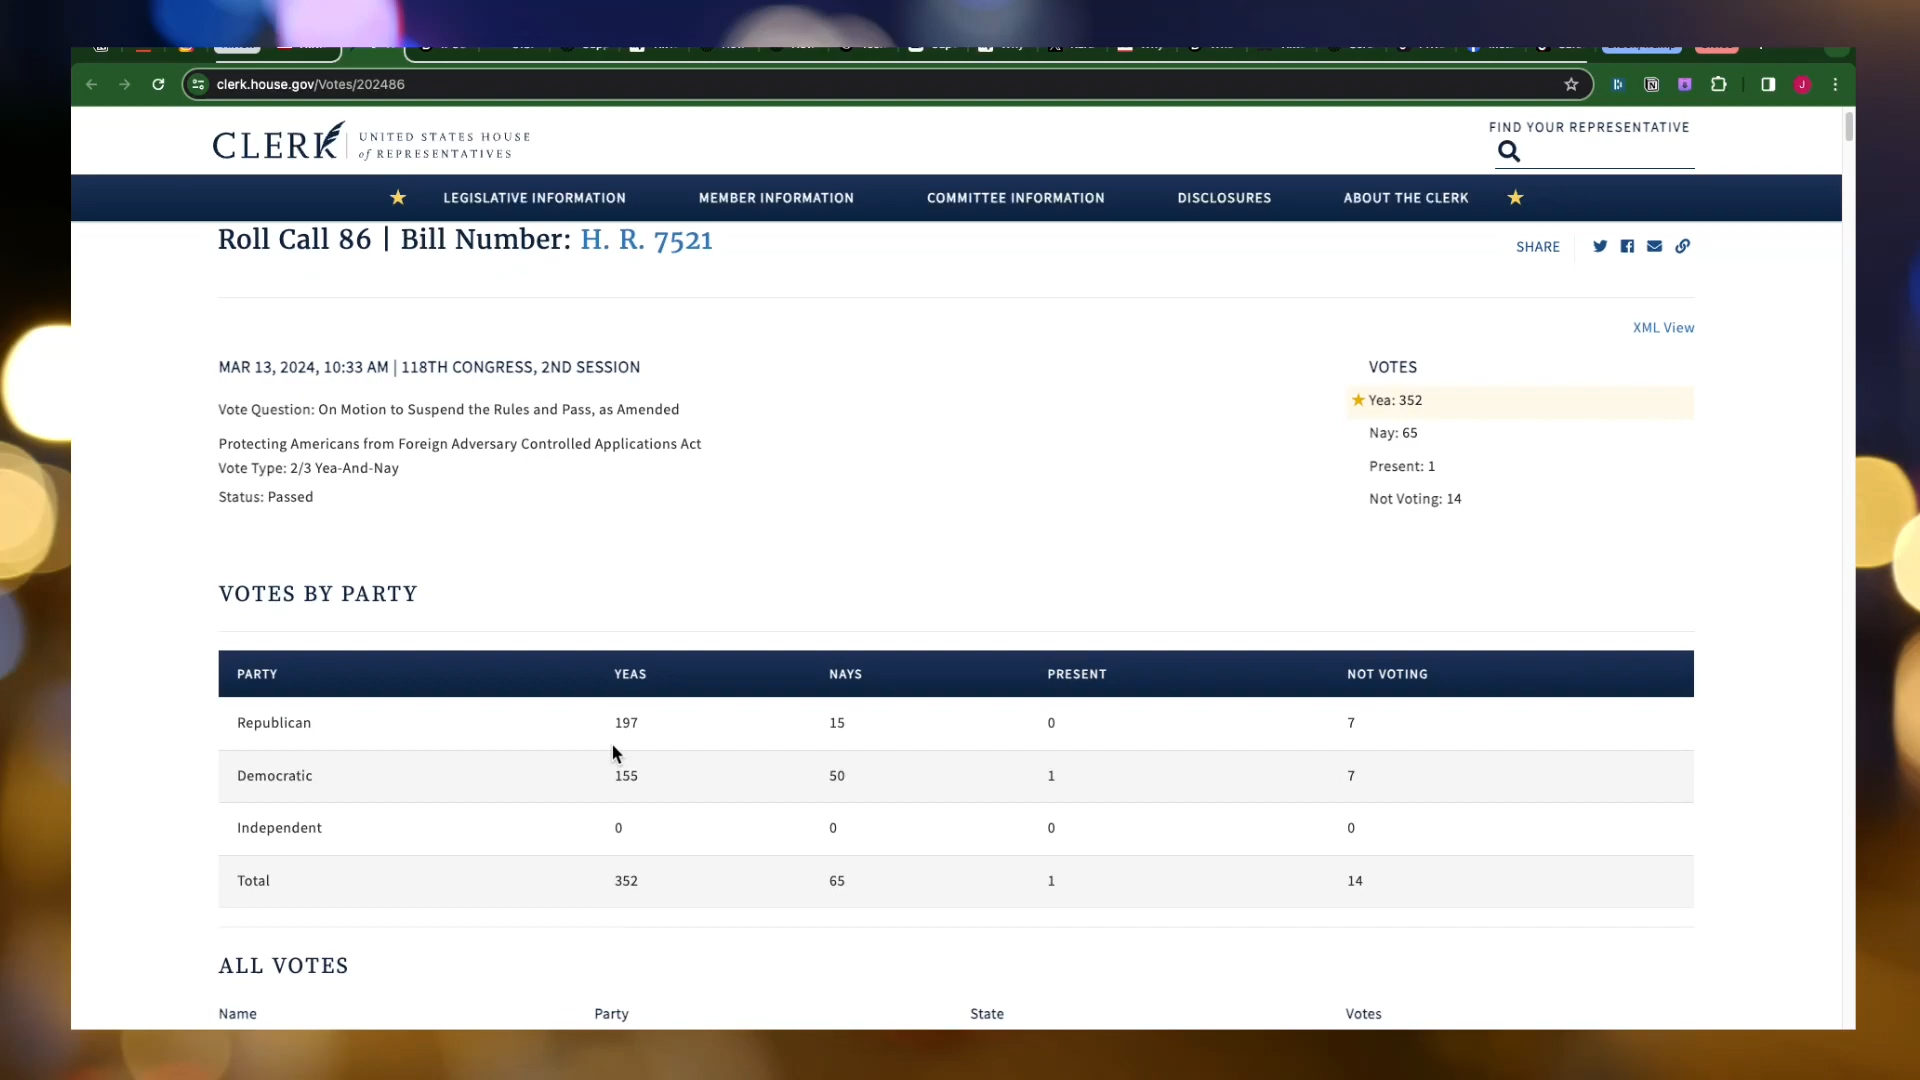 clerk.house.gov/Votes/202486
J
CLERK
UNITED STATES HOUSE
of REPRESENTATIVES
FIND YOUR REPRESENTATIVE
LEGISLATIVE INFORMATION
MEMBER INFORMATION
COMMITTEE INFORMATION
DISCLOSURES
ABOUT THE CLERK
Roll Call 86 | Bill Number: H. R. 7521
SHARE
XML View
MAR 13, 2024, 10:33 AM | 118TH CONGRESS, 2ND SESSION
Vote Question: On Motion to Suspend the Rules and Pass, as Amended
Protecting Americans from Foreign Adversary Controlled Applications Act
Vote Type: 2/3 Yea-And-Nay
Status: Passed
VOTES
Yea: 352
Nay: 65
Present: 1
Not Voting: 14
VOTES BY PARTY
PARTY YEAS NAYS PRESENT NOT VOTING
Republican 197 15 0 7
Democratic 155 50 1 7
Independent 0 0 0 0
Total 352 65 1 14
ALL VOTES
Name Party State Votes